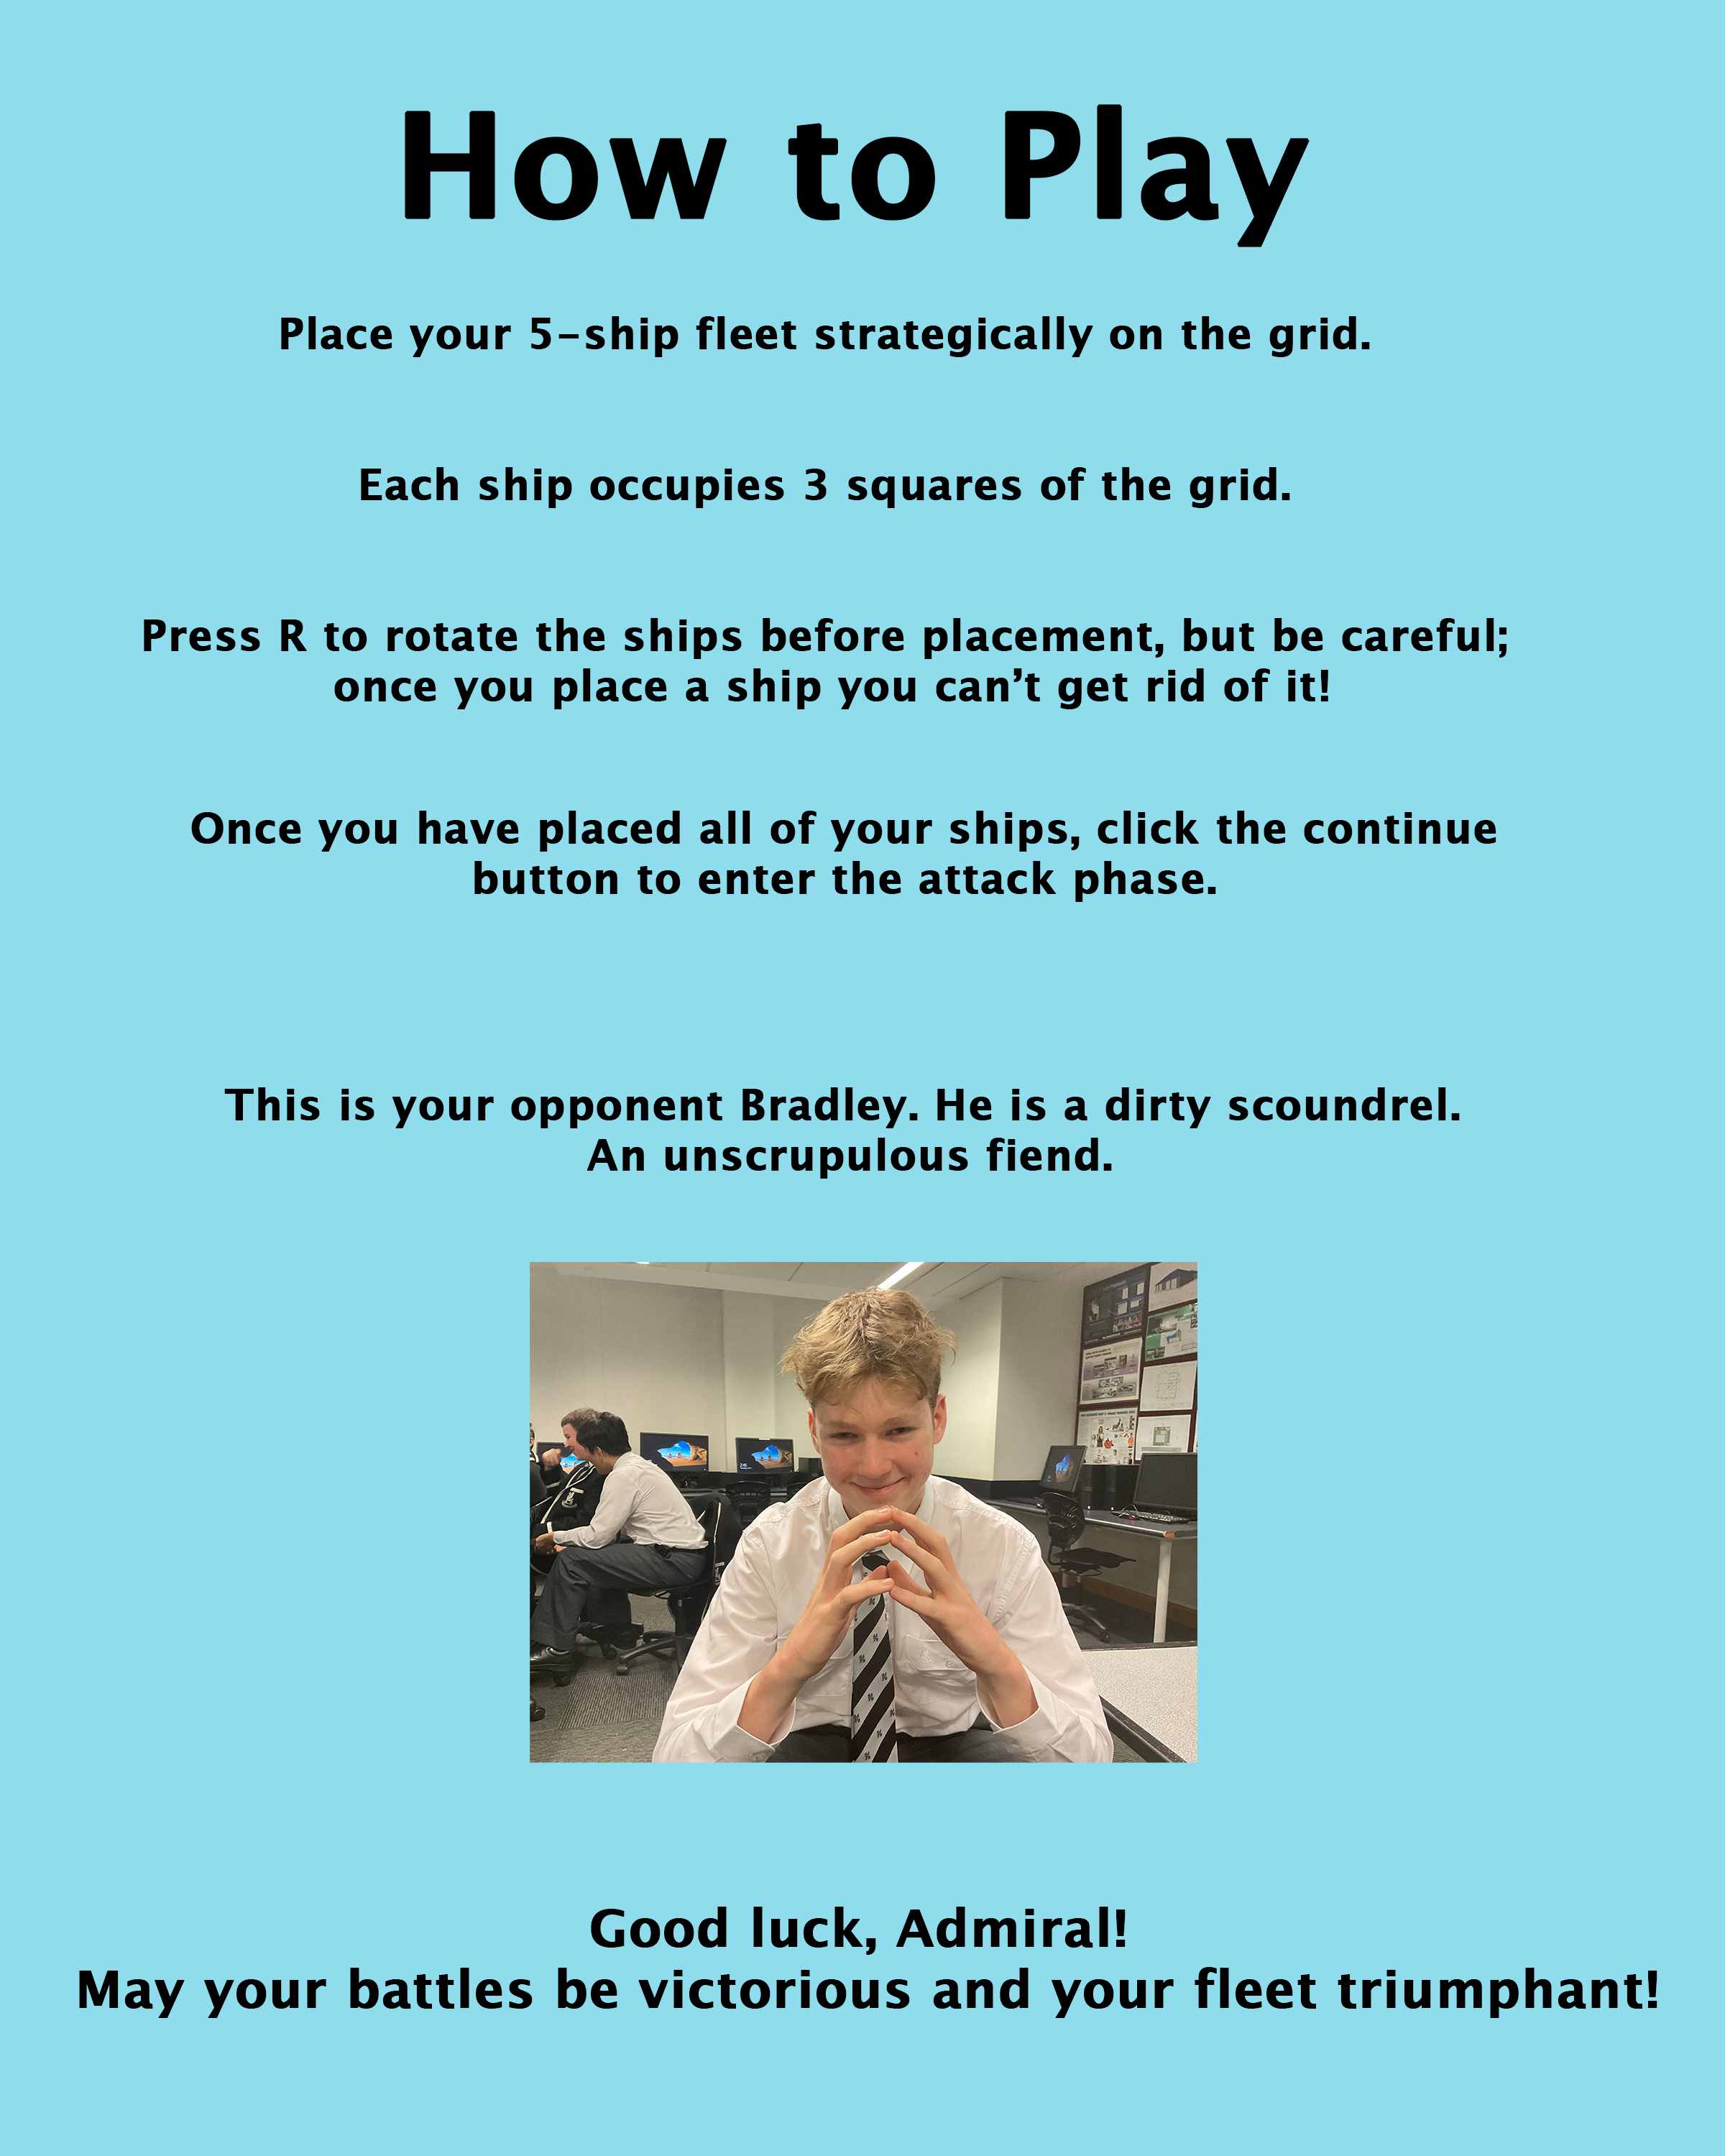 How to Play
Place your 5-ship fleet strategically on the grid.
Each ship occupies 3 squares of the grid.
Press R to rotate the ships before placement, but be careful;
once you place a ship you can’t get rid of it!
Once you have placed all of your ships, click the continue
button to enter the attack phase.
This is your opponent Bradley. He is a dirty scoundrel.
An unscrupulous fiend.
Good luck, Admiral!
May your battles be victorious and your fleet triumphant!